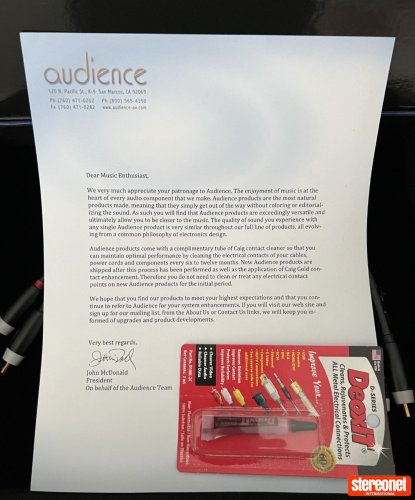 audience
120 N. Pacific St., K-9 San Marcos, CA 92069
Ph (760) 471-0202 Ph (800) 565-4390
Fx (760) 471-0282 www.audience-av.com
Dear Music Enthusiast,
We very much appreciate your patronage to Audience. The enjoyment of music is at the
heart of every audio component that we make. Audience products are the most natural
products made, meaning that they simply get out of the way without coloring or editorial-
izing the sound. As such you will find that Audience products are exceedingly versatile and
ultimately allow you to be closer to the music. The quality of sound you experience with
any single Audience product is very similar throughout our full line of products, all evolv-
ing from a common philosophy of electronics design.
Audience products come with a complimentary tube of Caig contact cleaner so that you
can maintain optimal performance by cleaning the electrical contacts of your cables,
power cords and components every six to twelve months. New Audience products are
shipped after this process has been performed as well as the application of Caig Gold con-
tact enhancement. Therefore you do not need to clean or treat any electrical contact
points on new Audience products for the initial period.
We hope that you find our products to meet your highest expectations and that you con-
tinue to refer to Audience for your system enhancements. If you will visit our web site and
sign up for our mailing list, from the About Us or Contact Us links, we will keep you in-
formed of upgrades and product developments.
Very best regards,
John McDonald
President
On behalf of the Audience Team
D-SERIES
DeoxIT
Cleans, Rejuvenates & Protects
ALL Metal Electrical Connections
Improve Your...
stereonet
INTERNATIONAL